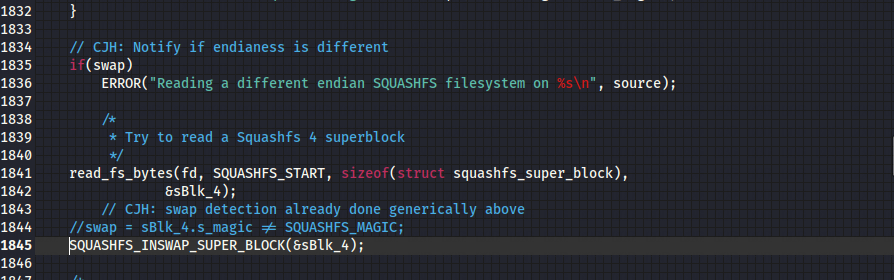 1832 }
1833
1834 // CJH: Notify if endianess is different
1835 if(swap)
1836 ERROR("Reading a different endian SQUASHFS filesystem on %s\n", source);
1837
1838 /*
1839 * Try to read a Squashfs 4 superblock
1840 */
1841 read_fs_bytes(fd, SQUASHFS_START, sizeof(struct squashfs_super_block),
1842 &sBlk_4);
1843 // CJH: swap detection already done generically above
1844 //swap = sBlk_4.s_magic != SQUASHFS_MAGIC;
1845 SQUASHFS_INSWAP_SUPER_BLOCK(&sBlk_4);
1846